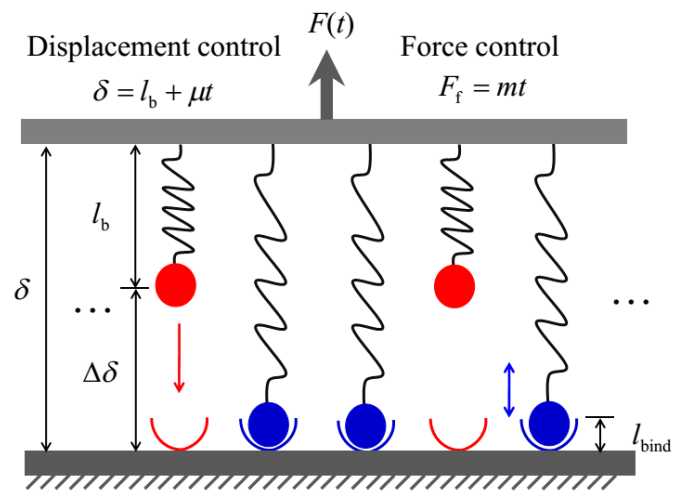 F(t)
Displacement control
Force control
δ = l_b + μt
F_f = mt
l_b
δ
...
...
Δδ
l_bind